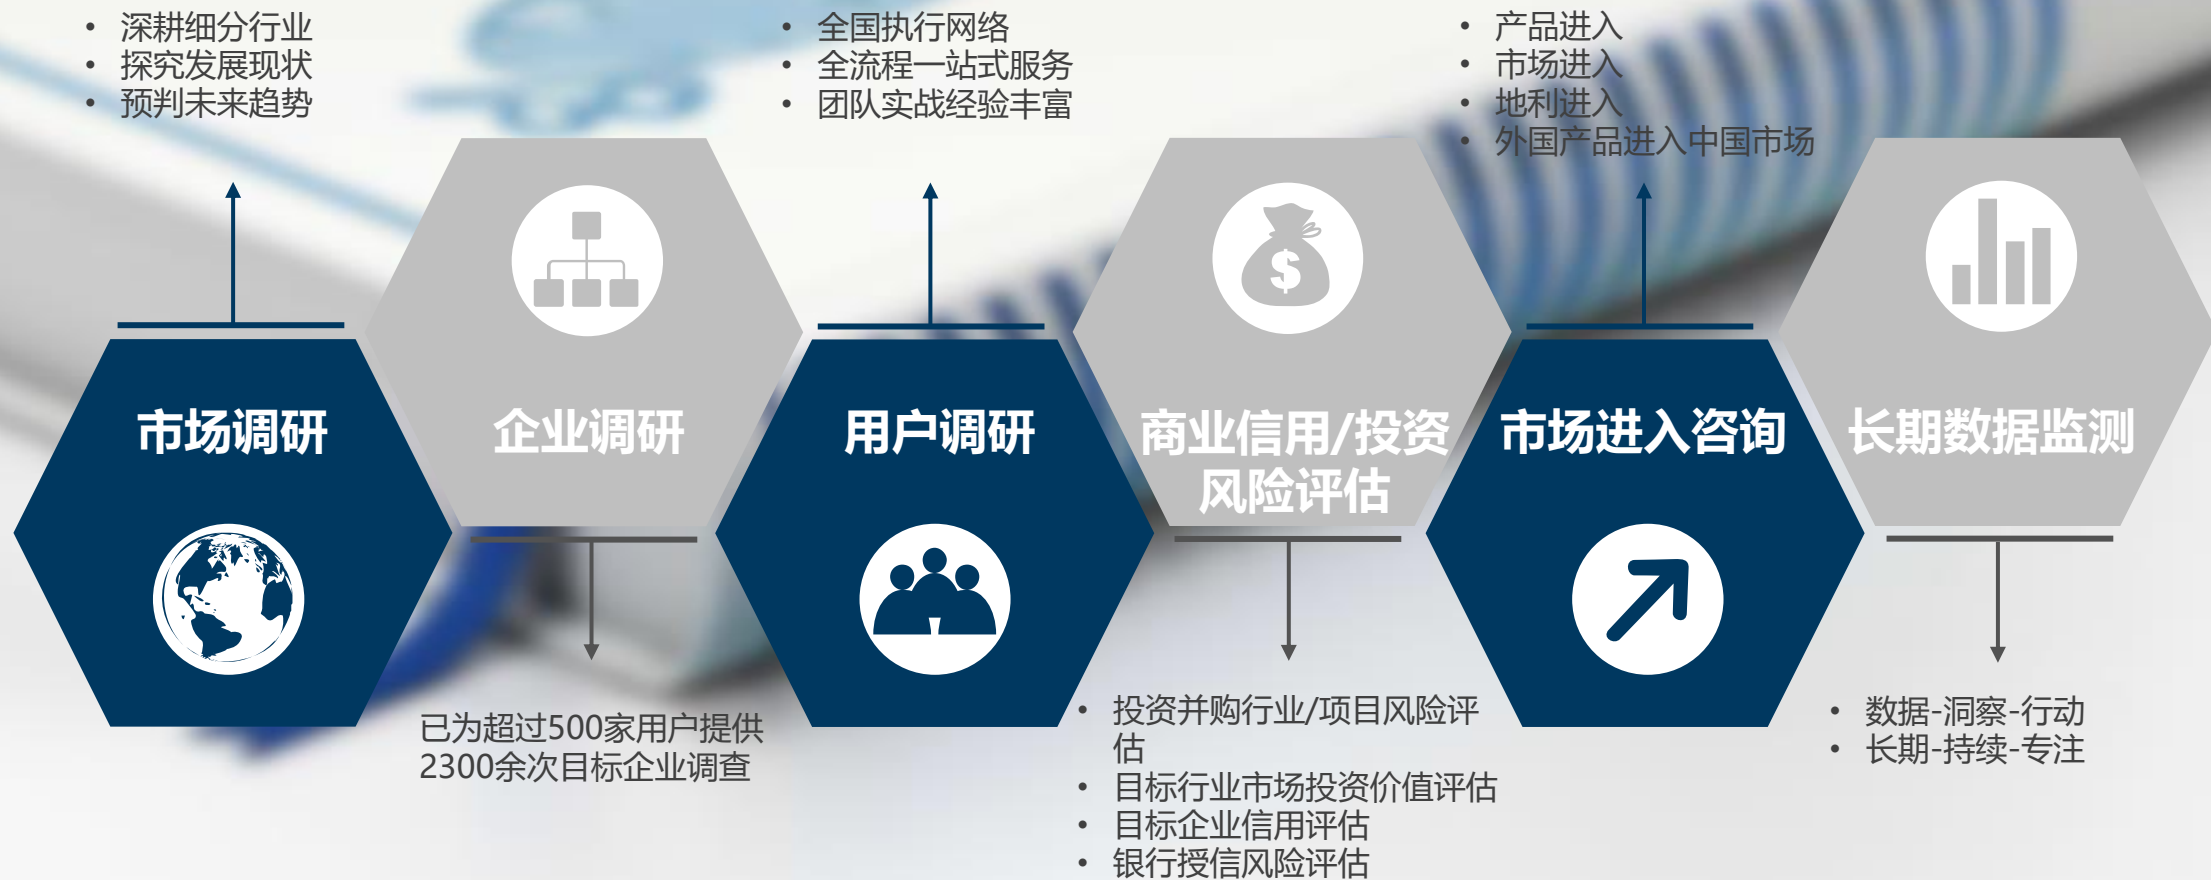 深耕细分行业
探究发展现状
预判未来趋势
市场调研
企业调研
已为超过500家用户提供
2300余次目标企业调查
全国执行网络
全流程一站式服务
团队实战经验丰富
用户调研
商业信用/投资
风险评估
投资并购行业/项目风险评
估
目标行业市场投资价值评估
目标企业信用评估
银行授信风险评估
产品进入
市场进入
地利进入
外国产品进入中国市场
市场进入咨询
长期数据监测
数据-洞察-行动
长期-持续-专注